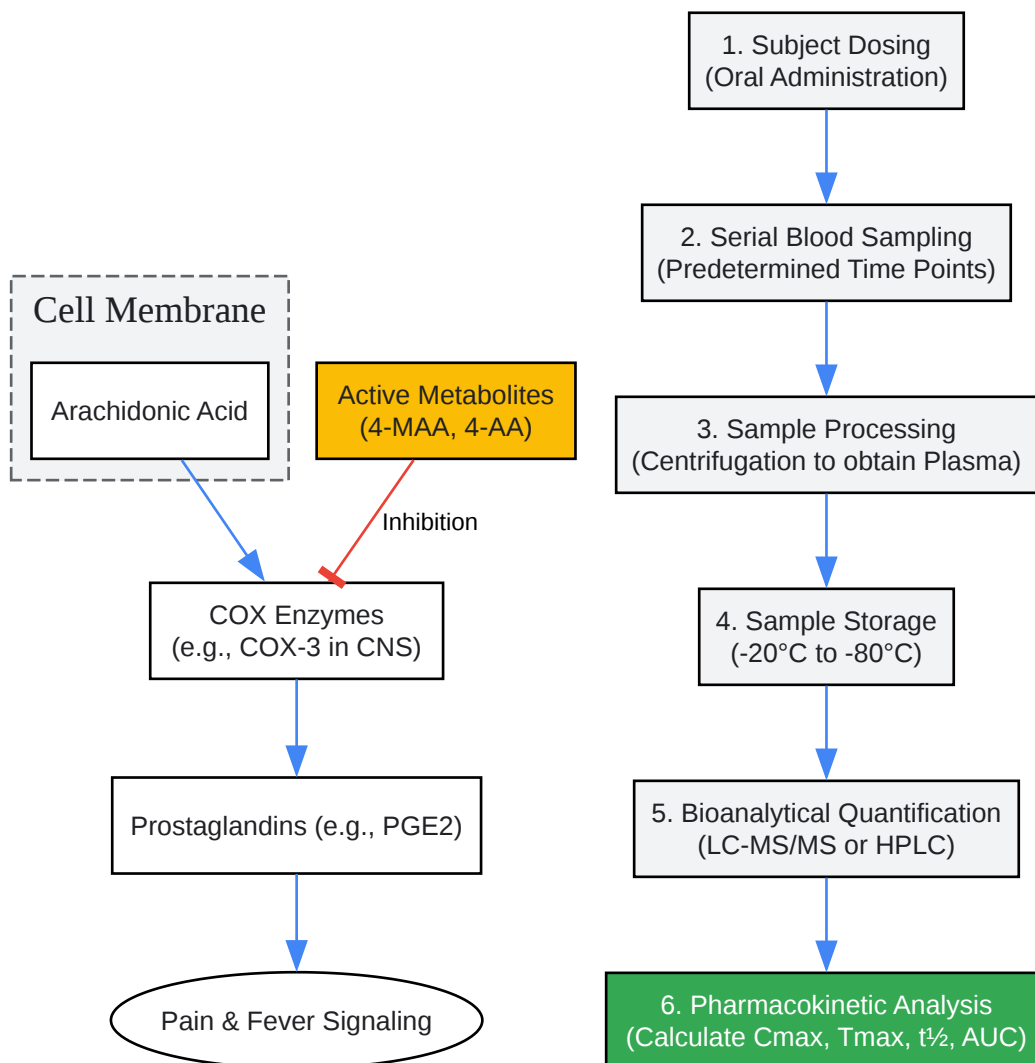 Cell Membrane
Arachidonic Acid
Active Metabolites
(4-MAA, 4-AA)
Inhibition
COX Enzymes
(e.g., COX-3 in CNS)
Prostaglandins (e.g., PGE2)
Pain & Fever Signaling
1. Subject Dosing
(Oral Administration)
2. Serial Blood Sampling
(Predetermined Time Points)
3. Sample Processing
(Centrifugation to obtain Plasma)
4. Sample Storage
(-20°C to -80°C)
5. Bioanalytical Quantification
(LC-MS/MS or HPLC)
6. Pharmacokinetic Analysis
(Calculate Cmax, Tmax, t½, AUC)